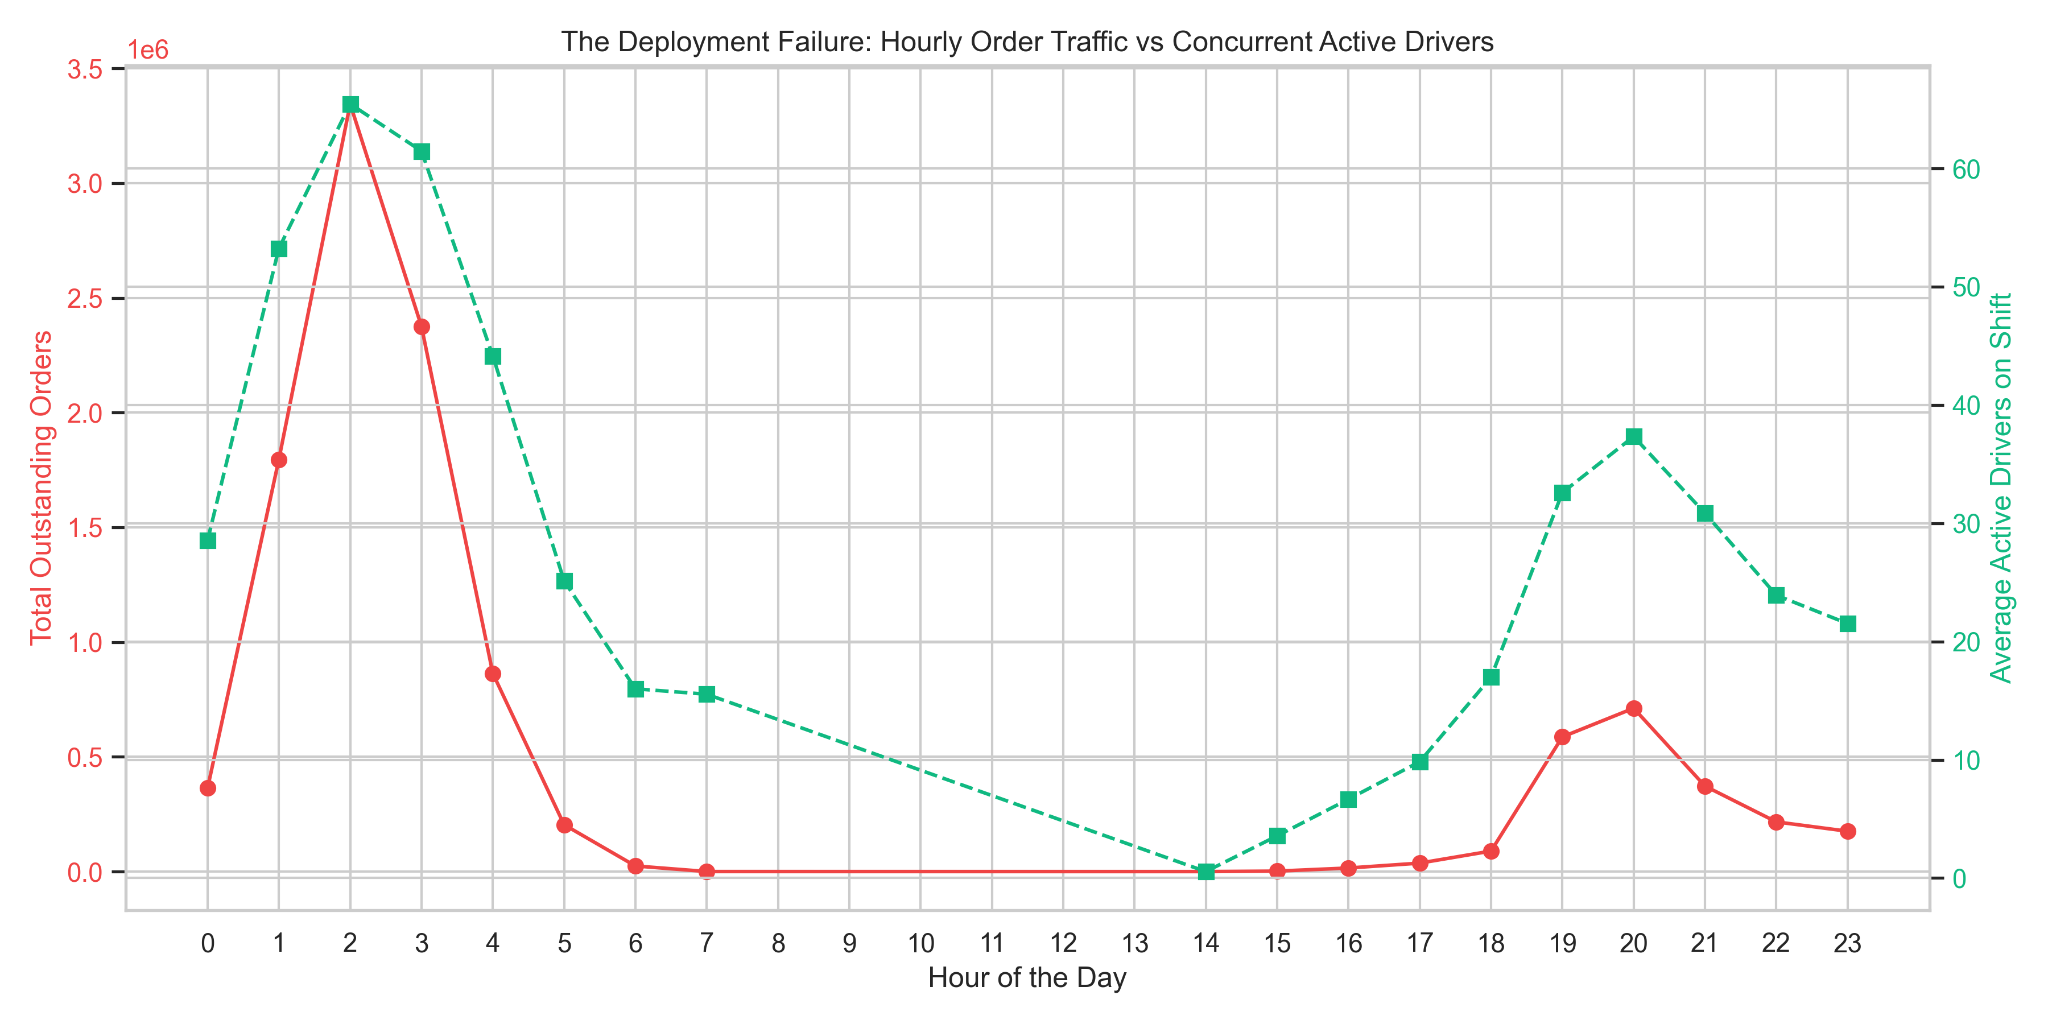 The Deployment Failure: Hourly Order Traffic vs Concurrent Active Drivers
1e6
3.5
3.0
2.5
2.0
1.5
1.0
0.5
0.0
Total Outstanding Orders
60
50
40
30
20
10
0
Average Active Drivers on Shift
0 1 2 3 4 5 6 7 8 9 10 11 12 13 14 15 16 17 18 19 20 21 22 23
Hour of the Day